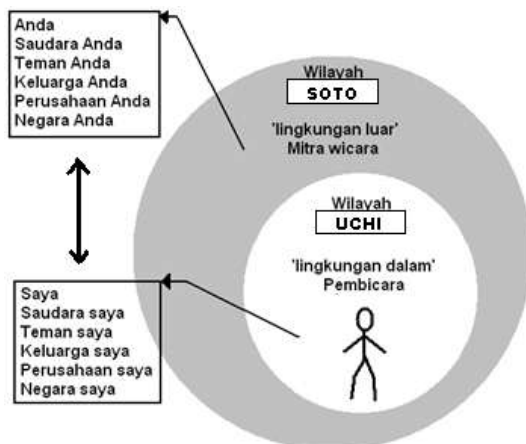 Anda
Saudara Anda
Teman Anda
Keluarga Anda
Perusahaan Anda
Negara Anda
Wilayah
SOTO
'lingkungan luar'
Mitra wicara
Wilayah
UCHI
'lingkungan dalam'
Pembicara
Saya
Saudara saya
Teman saya
Keluarga saya
Perusahaan saya
Negara saya